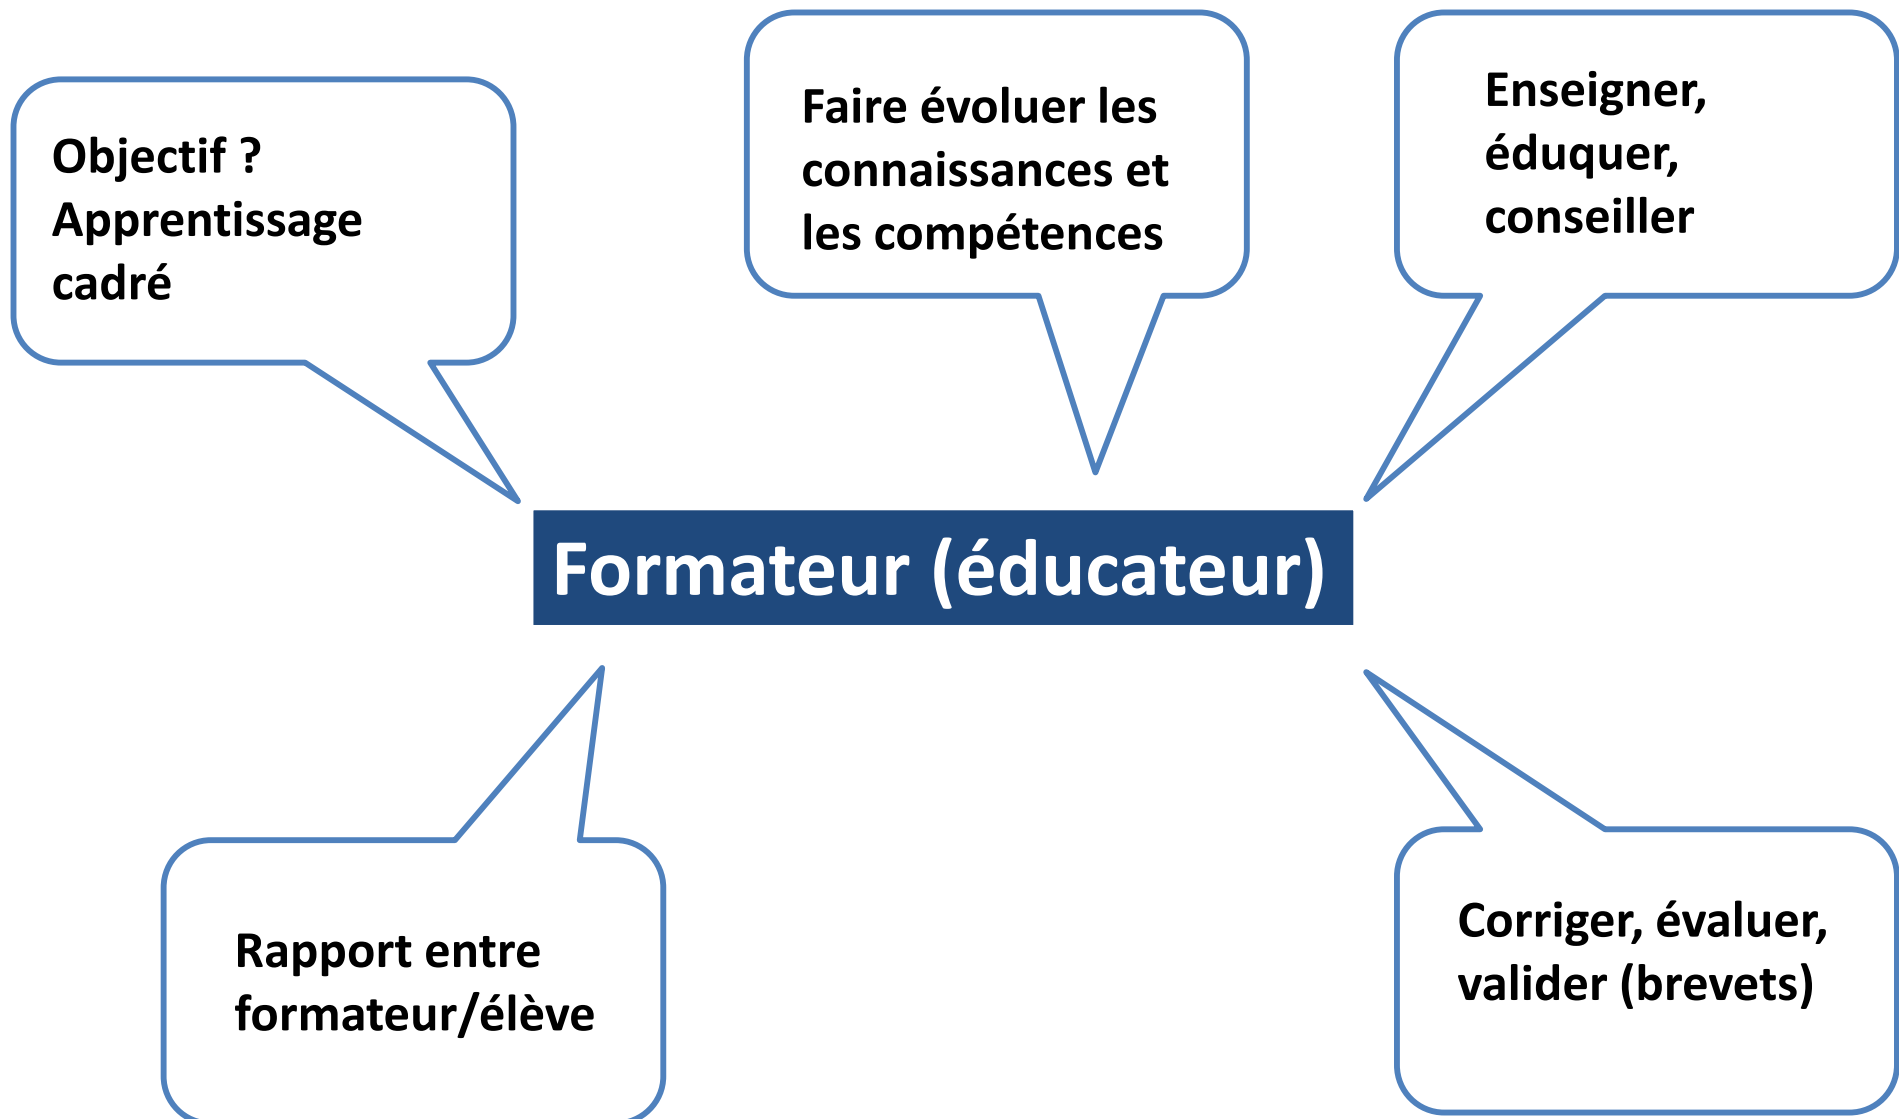 Objectif ?
Apprentissage
cadré
Faire évoluer les
connaissances et
les compétences
Enseigner,
éduquer,
conseiller
Formateur (éducateur)
Rapport entre
formateur/élève
Corriger, évaluer,
valider (brevets)